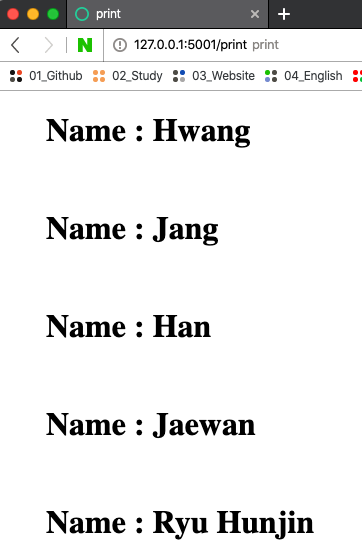 print
N 127.0.0.1:5001/print print
01_Github 02_Study 03_Website 04_English
Name : Hwang
Name : Jang
Name : Han
Name : Jaewan
Name : Ryu Hunjin